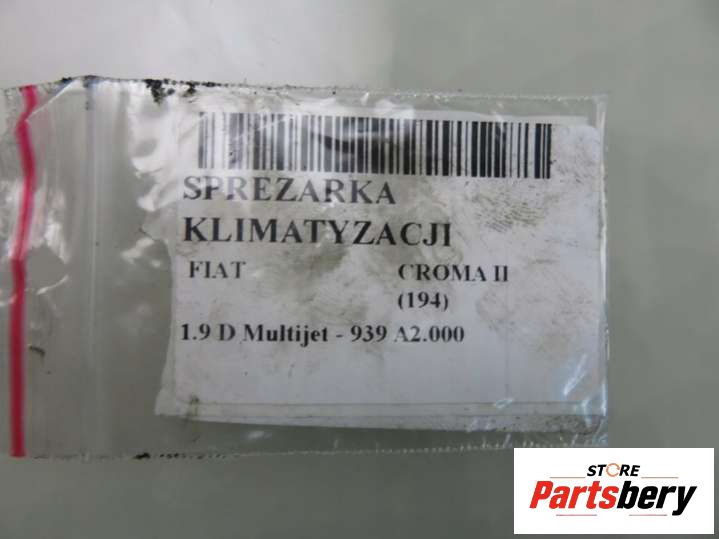 SPREZARKA
KLIMATYZACJI
FIAT CROMA II
(194)
1.9 D Multijet - 939 A2.000
STORE
Partsbery